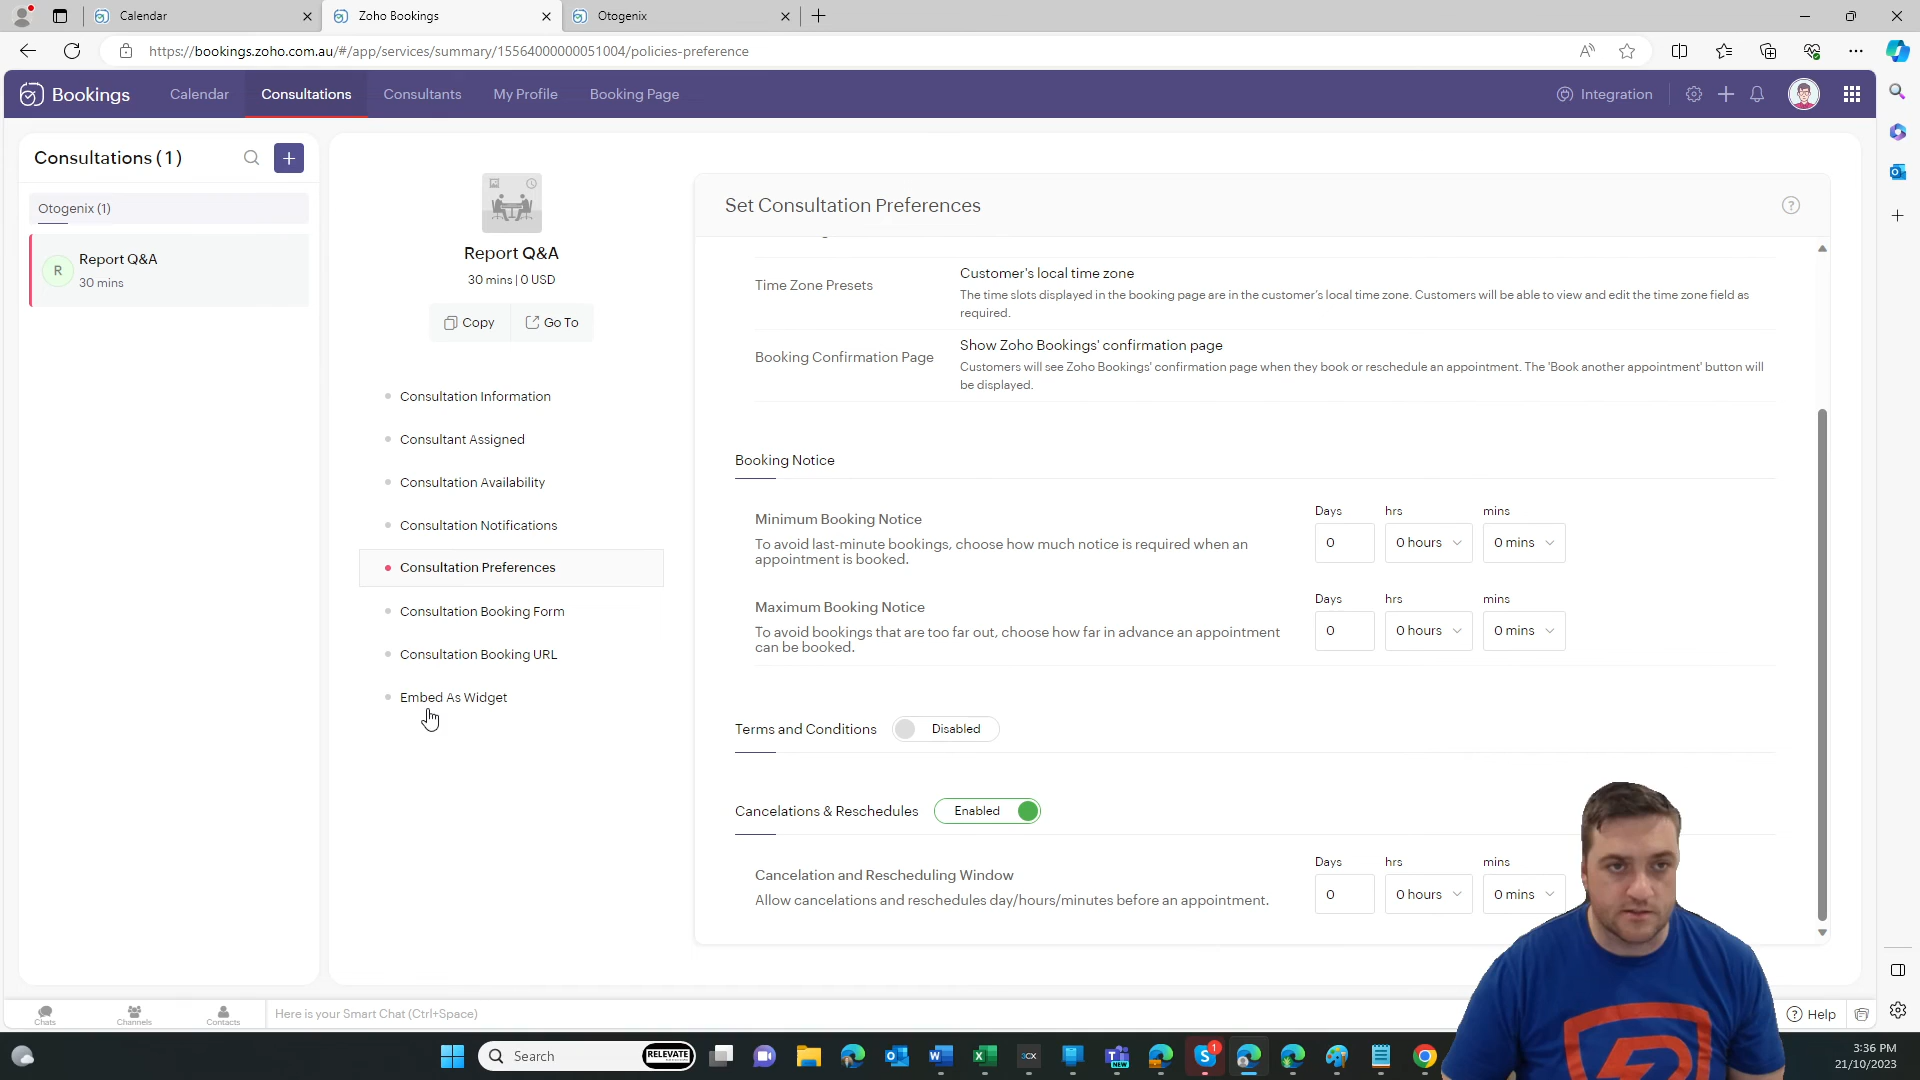 Calendar
Zoho Bookings
Otogenix
https://bookings.zoho.com.au/#/app/services/summary/15564000000051004/policies-preference
Bookings
Calendar
Consultations
Consultants
My Profile
Booking Page
Integration
Consultations (1)
Otogenix (1)
R
Report Q&A
30 mins
Report Q&A
30 mins | 0 USD
Copy
Go To
Consultation Information
Consultant Assigned
Consultation Availability
Consultation Notifications
Consultation Preferences
Consultation Booking Form
Consultation Booking URL
Embed As Widget
Set Consultation Preferences
Time Zone Presets
Customer's local time zone
The time slots displayed in the booking page are in the customer's local time zone. Customers will be able to view and edit the time zone field as
required.
Booking Confirmation Page
Show Zoho Bookings' confirmation page
Customers will see Zoho Bookings' confirmation page when they book or reschedule an appointment. The 'Book another appointment' button will
be displayed.
Booking Notice
Minimum Booking Notice
To avoid last-minute bookings, choose how much notice is required when an
appointment is booked.
Days hrs mins
0 0 hours 0 mins
Maximum Booking Notice
To avoid bookings that are too far out, choose how far in advance an appointment
can be booked.
Days hrs mins
0 0 hours 0 mins
Terms and Conditions Disabled
Cancelations & Reschedules Enabled
Cancelation and Rescheduling Window
Allow cancelations and reschedules day/hours/minutes before an appointment.
Days hrs mins
0 0 hours 0 mins
Chats
Channels
Contacts
Here is your Smart Chat (Ctrl+Space)
Help
Search
RELEVATE
3CX
NEW
1
3:36 PM
21/10/2023